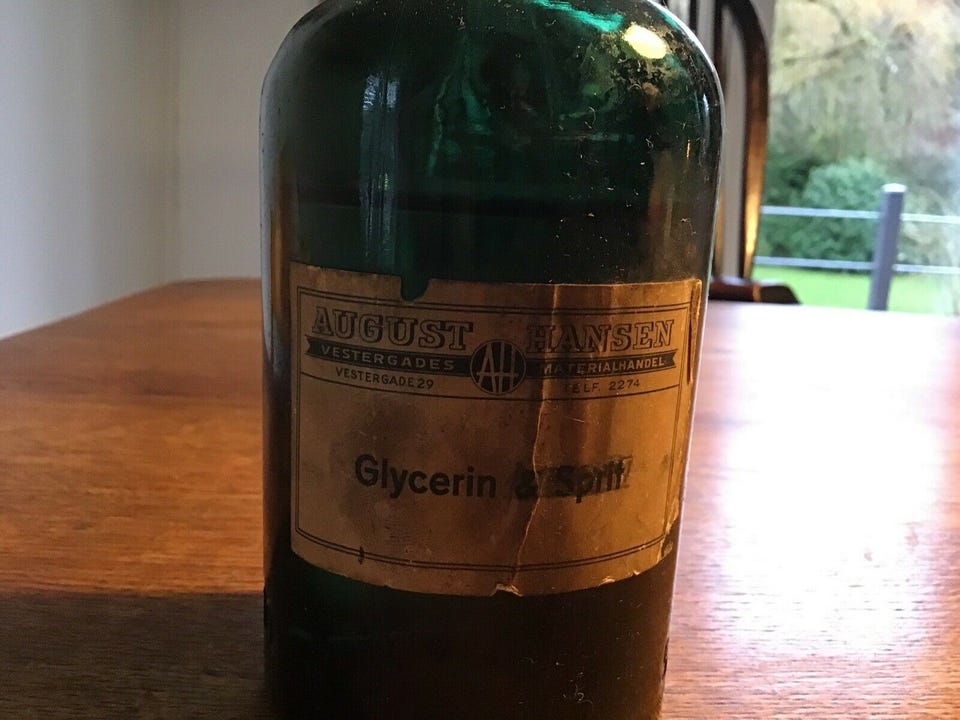 AUGUST HANSEN
VESTERGADES AH MATERIALHANDEL
VESTERGADE 29 TELF. 2274
Glycerin & Sprit